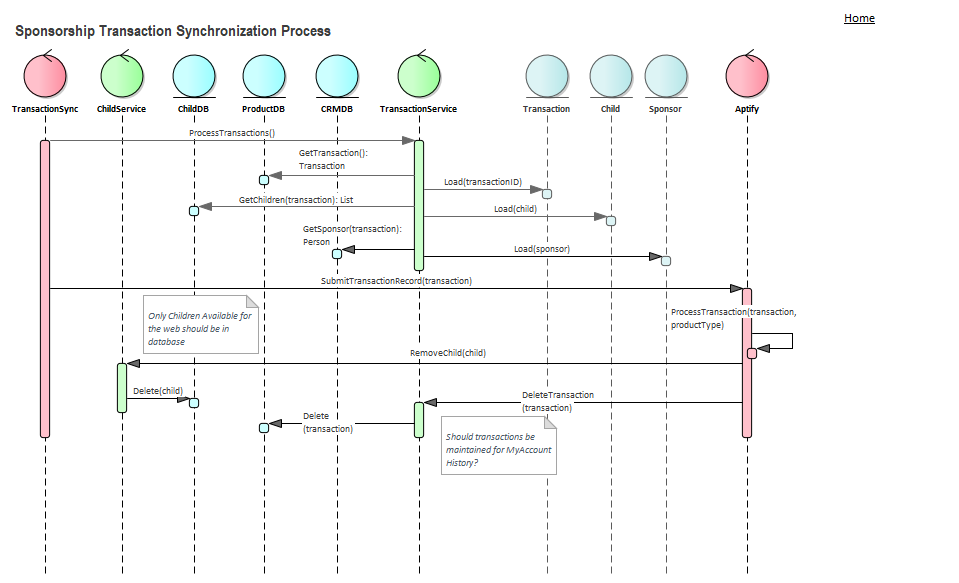 Home
Sponsorship Transaction Synchronization Process
TransactionSync
ChildService
ChildDB
ProductDB
CRMDB
TransactionService
Transaction
Child
Sponsor
Aptify
ProcessTransactions()
GetTransaction():
Transaction
Load(transactionID)
GetChildren(transaction): List
Load(child)
GetSponsor(transaction):
Person
Load(sponsor)
SubmitTransactionRecord(transaction)
Only Children Available for
the web should be in
database
ProcessTransaction(transaction,
productType)
RemoveChild(child)
Delete(child)
DeleteTransaction
(transaction)
Delete
(transaction)
Should transactions be
maintained for MyAccount
History?